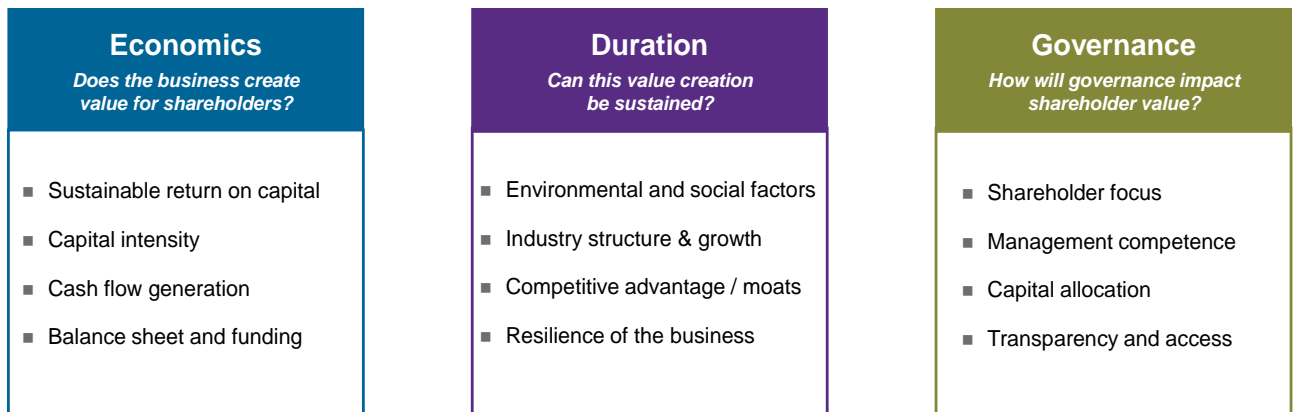 Economics
Does the business create
value for shareholders?
■ Sustainable return on capital
■ Capital intensity
■ Cash flow generation
■ Balance sheet and funding
Duration
Can this value creation
be sustained?
■ Environmental and social factors
■ Industry structure & growth
■ Competitive advantage / moats
■ Resilience of the business
Governance
How will governance impact
shareholder value?
■ Shareholder focus
■ Management competence
■ Capital allocation
■ Transparency and access